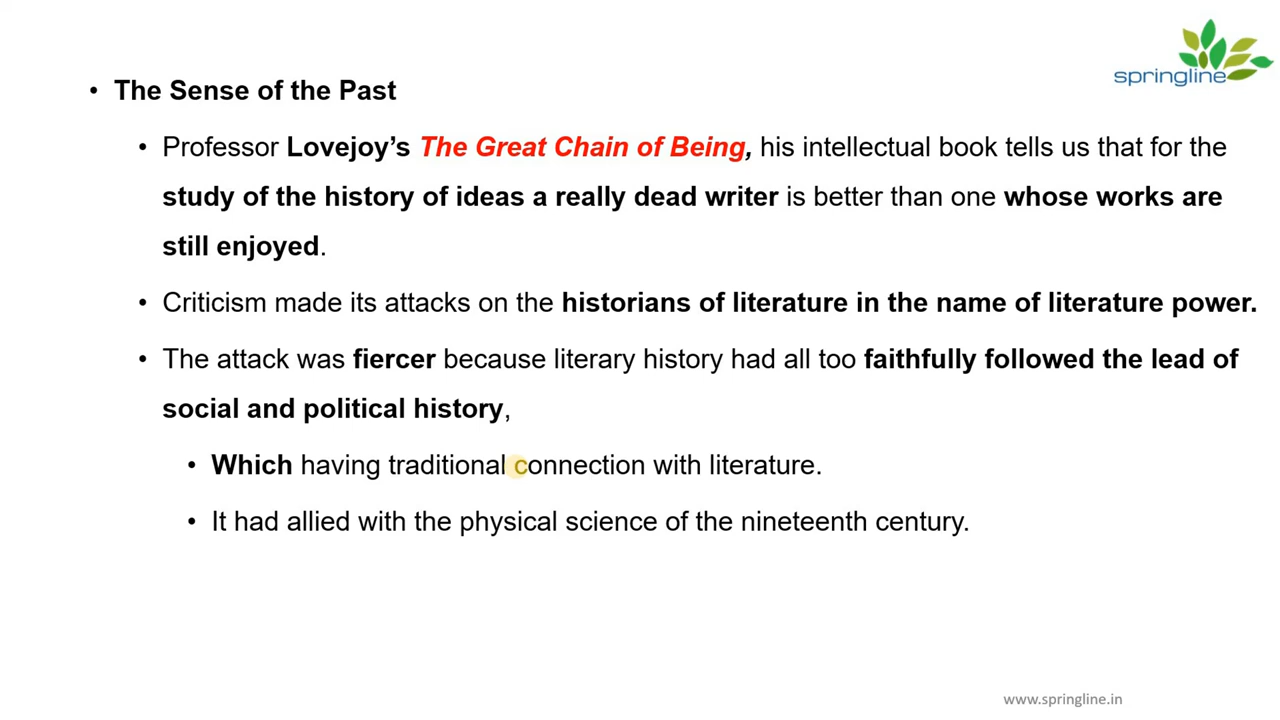 springline
• The Sense of the Past
• Professor Lovejoy’s The Great Chain of Being, his intellectual book tells us that for the
study of the history of ideas a really dead writer is better than one whose works are
still enjoyed.
• Criticism made its attacks on the historians of literature in the name of literature power.
• The attack was fiercer because literary history had all too faithfully followed the lead of
social and political history,
• Which having traditional connection with literature.
• It had allied with the physical science of the nineteenth century.
www.springline.in